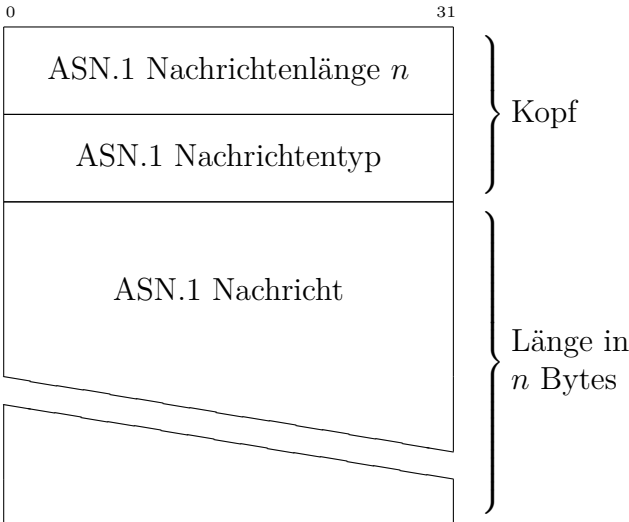 0 31
ASN.1 Nachrichtenlänge n
Kopf
ASN.1 Nachrichtentyp
ASN.1 Nachricht
Länge in
n Bytes